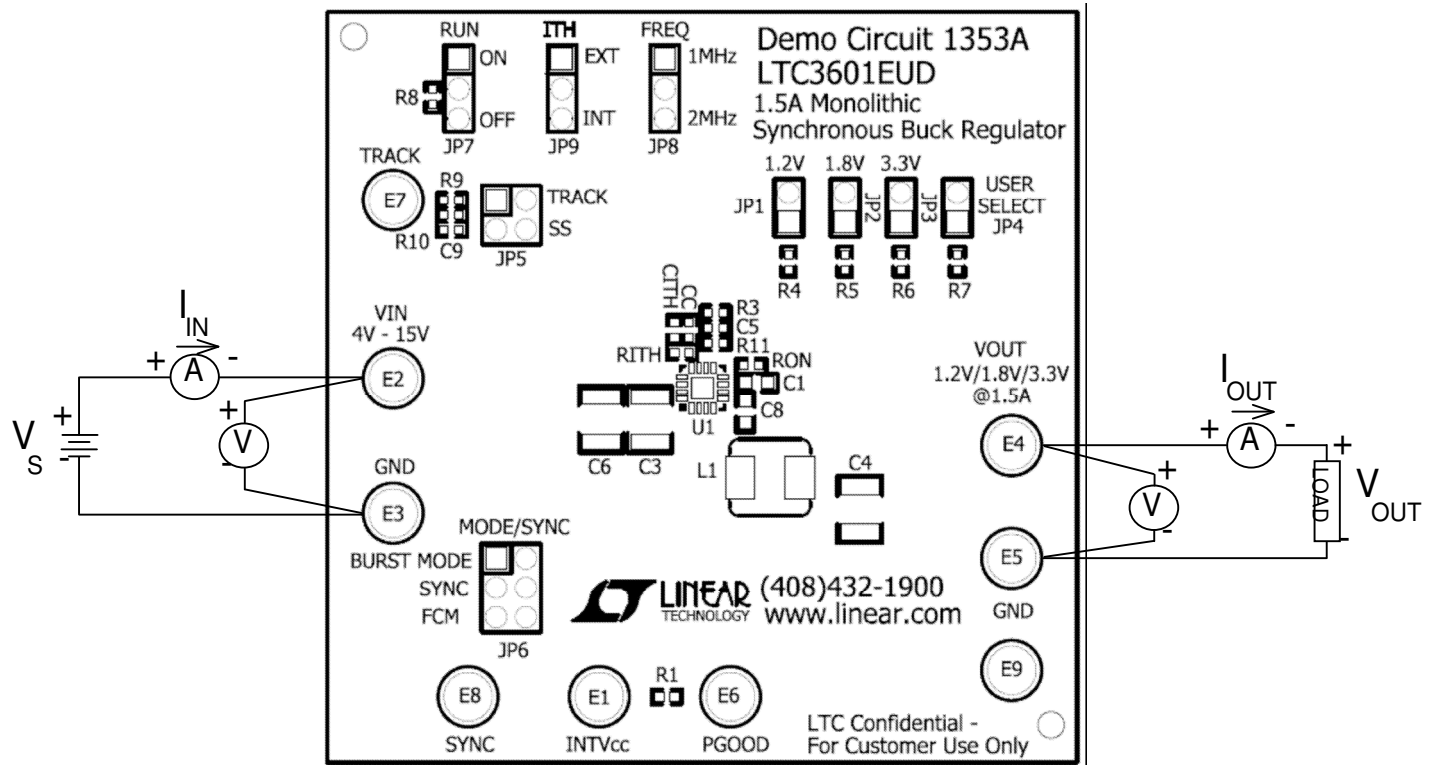 RUN
ON
R8
OFF
JP7
ITH
EXT
INT
JP9
FREQ
1MHz
2MHz
JP8
Demo Circuit 1353A
LTC3601EUD
1.5A Monolithic
Synchronous Buck Regulator
TRACK
E7
R9
R10
C9
TRACK
SS
JP5
1.2V
1.8V
3.3V
JP1
JP2
JP3
USER
SELECT
JP4
R4
R5
R6
R7
CITH
CC
R3
C5
R11
RITH
RON
C1
C8
U1
C6
C3
L1
C4
I IN
+ A -
VIN
4V - 15V
E2
+
V
-
V S
+
-
GND
E3
VOUT
1.2V/1.8V/3.3V
@1.5A
E4
I OUT
+ A -
+
V
-
+
LOAD
-
V OUT
E5
GND
E9
MODE/SYNC
BURST MODE
SYNC
FCM
JP6
LINEAR
TECHNOLOGY
(408)432-1900
www.linear.com
E8
SYNC
E1
INTVcc
R1
E6
PGOOD
LTC Confidential -
For Customer Use Only